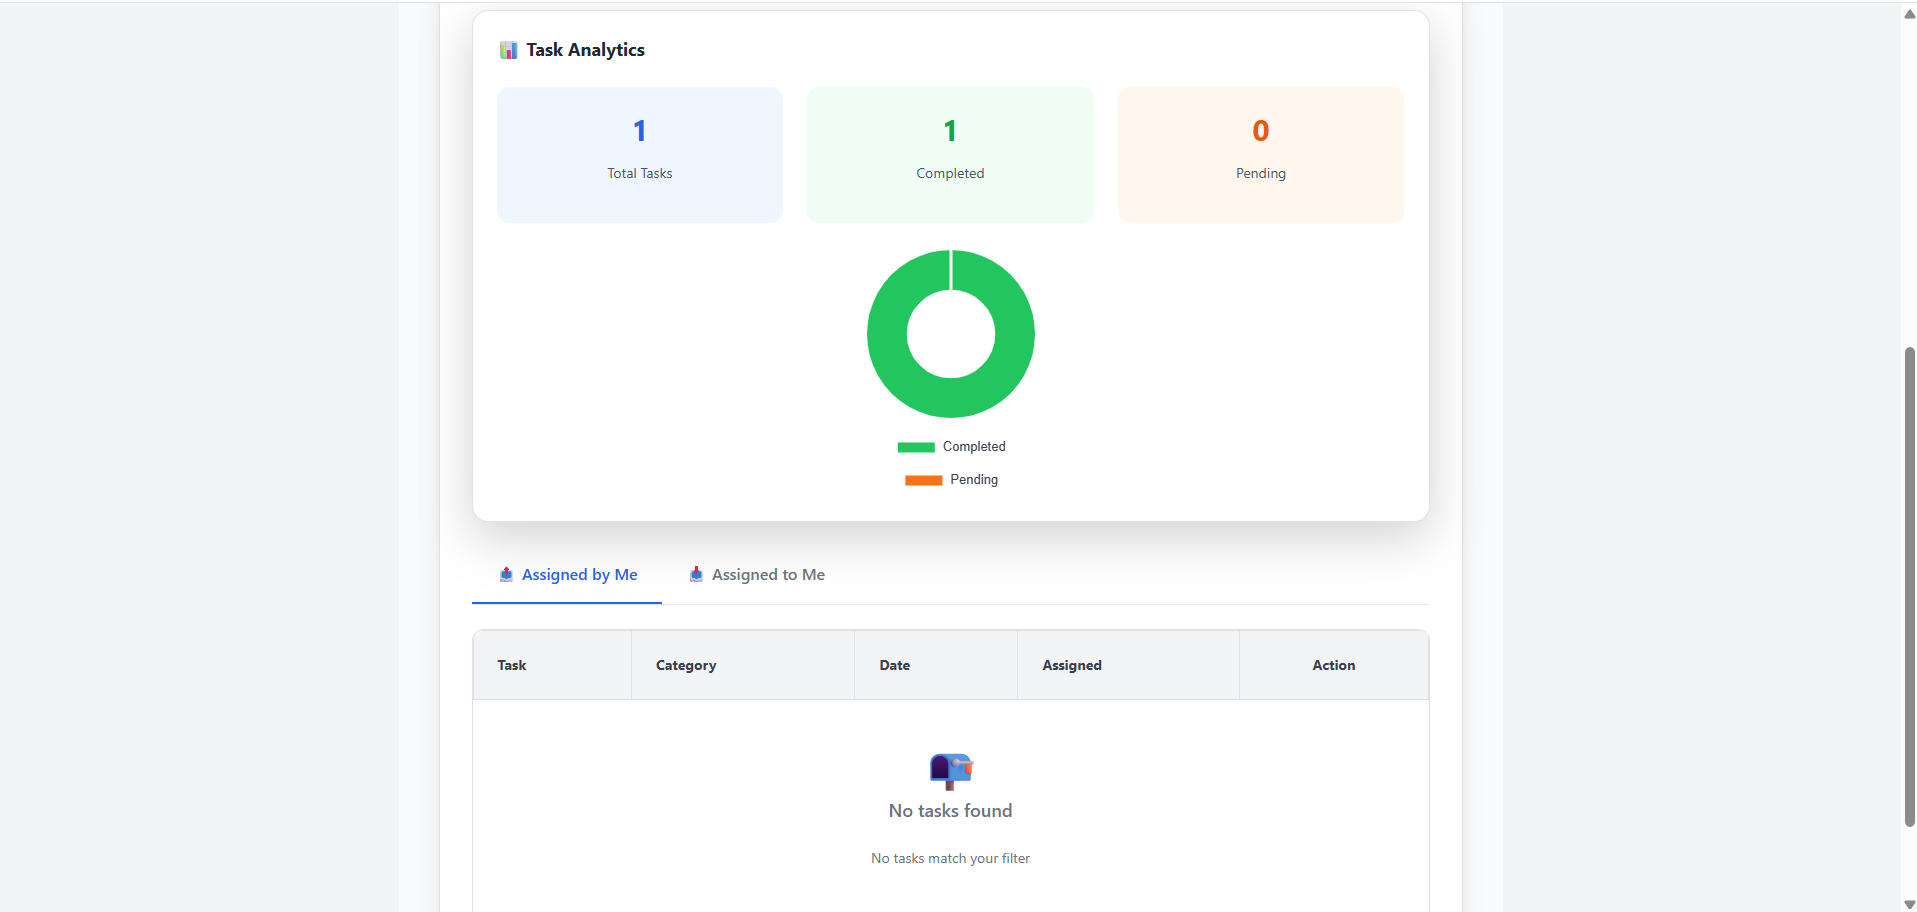 Task Analytics
1
Total Tasks
1
Completed
0
Pending
Completed
Pending
Assigned by Me
Assigned to Me
Task Category Date Assigned Action
No tasks found
No tasks match your filter